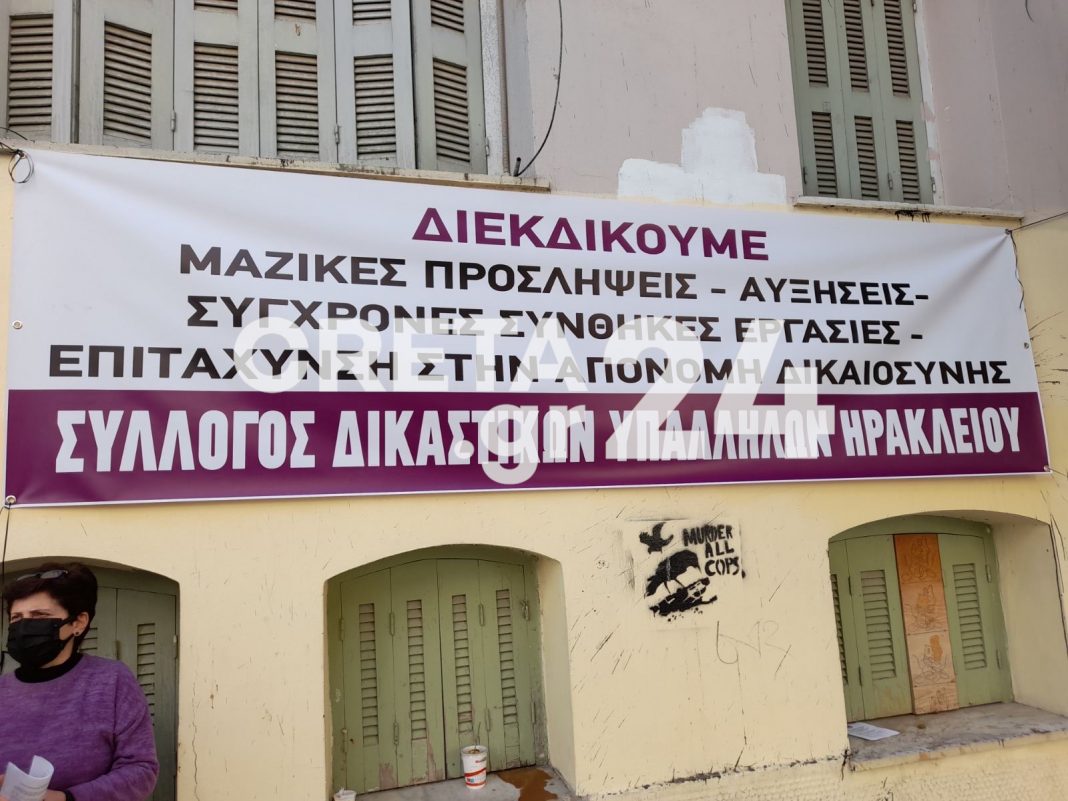 ΔΙΕΚΔΙΚΟΥΜΕ
ΜΑΖΙΚΕΣ ΠΡΟΣΛΗΨΕΙΣ - ΑΥΞΗΣΕΙΣ-
ΣΥΓΧΡΟΝΕΣ ΣΥΝΘΗΚΕΣ ΕΡΓΑΣΙΕΣ -
ΕΠΙΤΑΧΥΝΣΗ ΣΤΗΝ ΑΠΟΝΟΜΗ ΔΙΚΑΙΟΣΥΝΗΣ
ΣΥΛΛΟΓΟΣ ΔΙΚΑΣΤΙΚΩΝ ΥΠΑΛΛΗΛΩΝ ΗΡΑΚΛΕΙΟΥ
CRETA24
.gr
MURDER
ALL
COPS